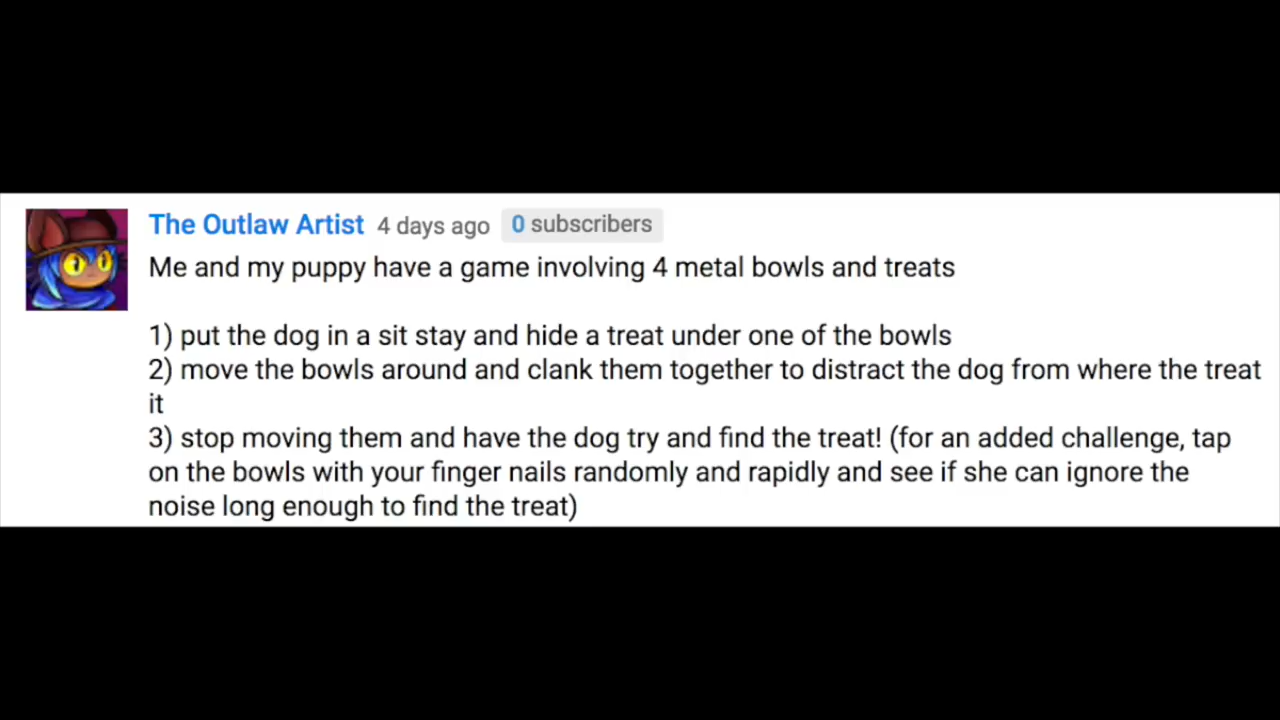 The Outlaw Artist 4 days ago 0 subscribers
Me and my puppy have a game involving 4 metal bowls and treats
1) put the dog in a sit stay and hide a treat under one of the bowls
2) move the bowls around and clank them together to distract the dog from where the treat
it
3) stop moving them and have the dog try and find the treat! (for an added challenge, tap
on the bowls with your finger nails randomly and rapidly and see if she can ignore the
noise long enough to find the treat)